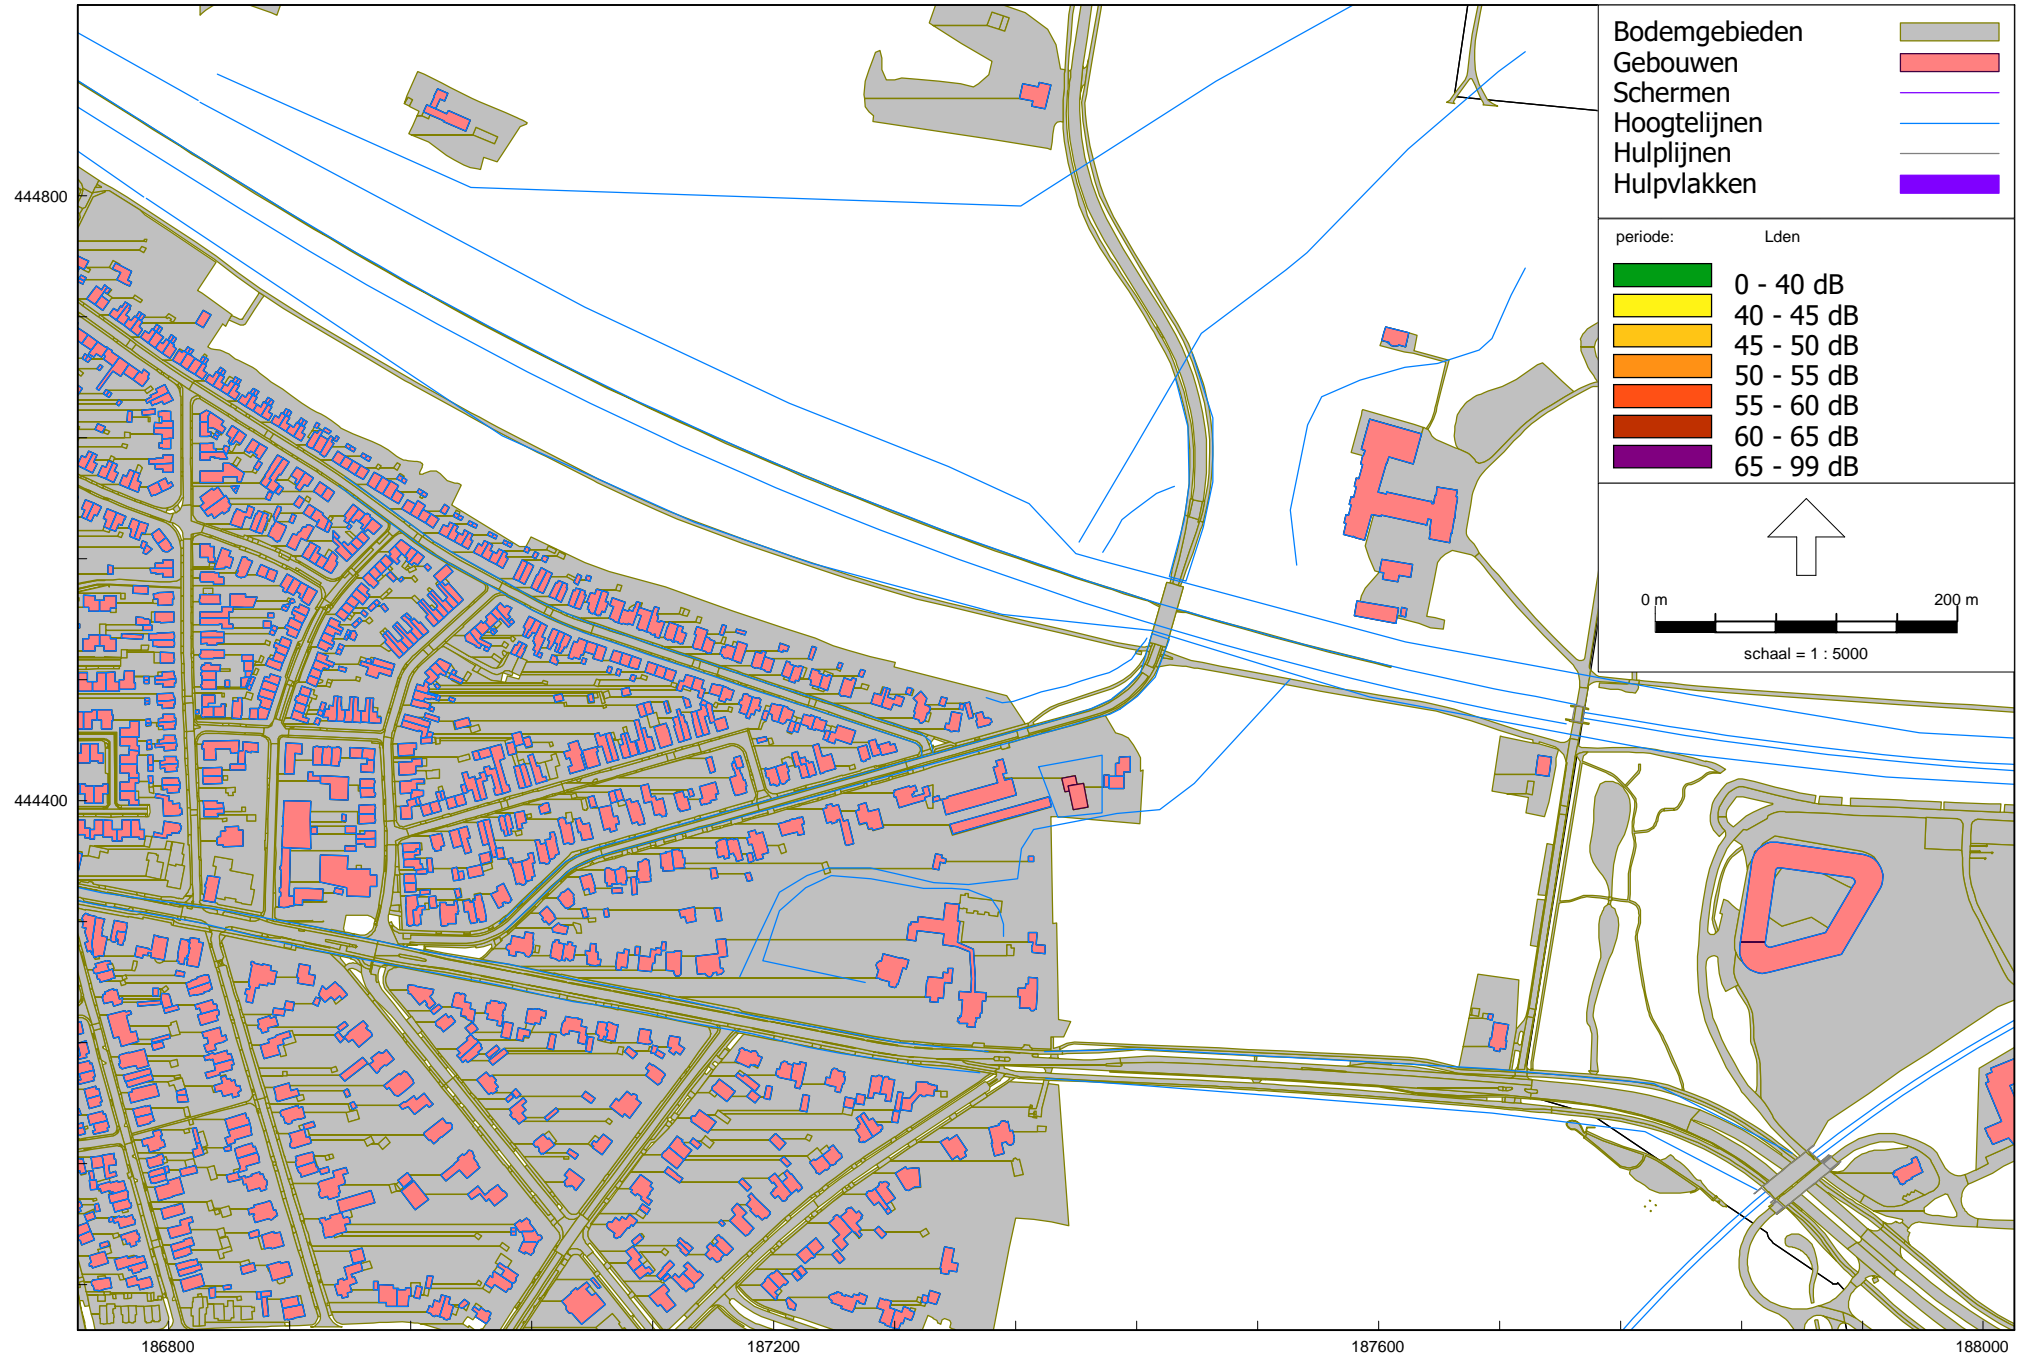 Bodemgebieden
Gebouwen
Schermen
Hoogtelijnen
Hulplijnen
Hulpvlakken
periode: Lden
0 - 40 dB
40 - 45 dB
45 - 50 dB
50 - 55 dB
55 - 60 dB
60 - 65 dB
65 - 99 dB
0 m 200 m
schaal = 1 : 5000
444800
444400
186800 187200 187600 188000